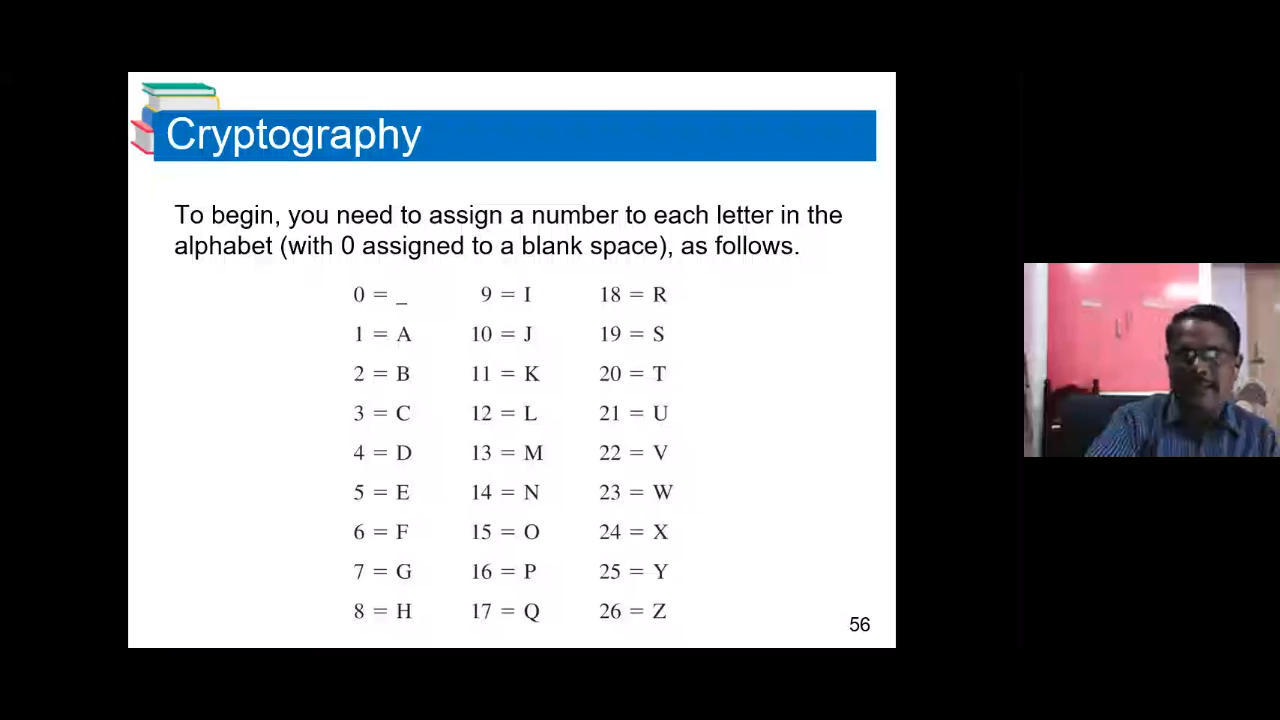 Cryptography
To begin, you need to assign a number to each letter in the
alphabet (with 0 assigned to a blank space), as follows.
0 = _ 9 = I 18 = R
1 = A 10 = J 19 = S
2 = B 11 = K 20 = T
3 = C 12 = L 21 = U
4 = D 13 = M 22 = V
5 = E 14 = N 23 = W
6 = F 15 = O 24 = X
7 = G 16 = P 25 = Y
8 = H 17 = Q 26 = Z
56